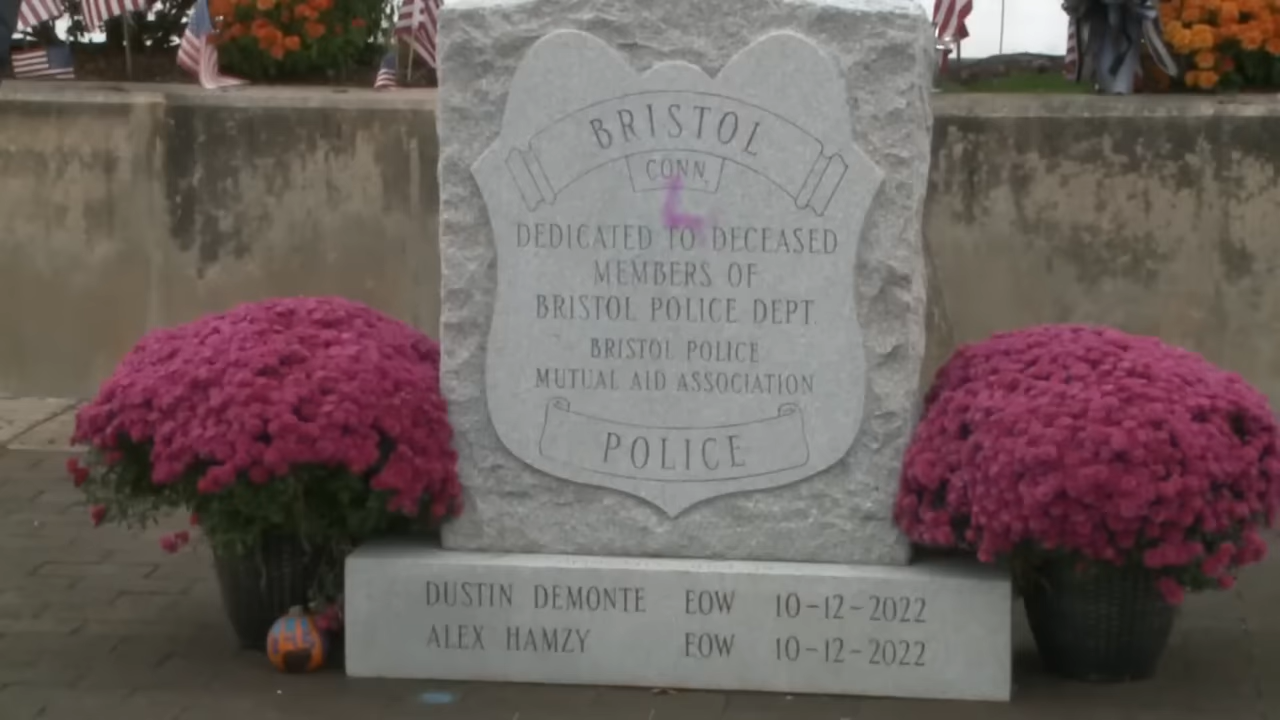 BRISTOL
CONN.
DEDICATED TO DECEASED
MEMBERS OF
BRISTOL POLICE DEPT.
BRISTOL POLICE
MUTUAL AID ASSOCIATION
POLICE
DUSTIN DEMONTE EOW 10-12-2022
ALEX HAMZY EOW 10-12-2022